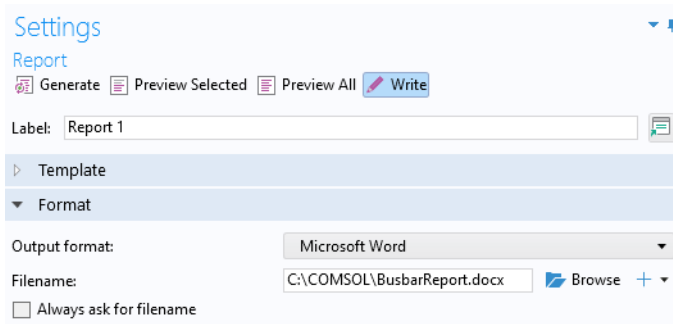 Settings
Report
Generate Preview Selected Preview All Write
Label: Report 1
Template
Format
Output format: Microsoft Word
Filename: C:\COMSOL\BusbarReport.docx Browse
Always ask for filename